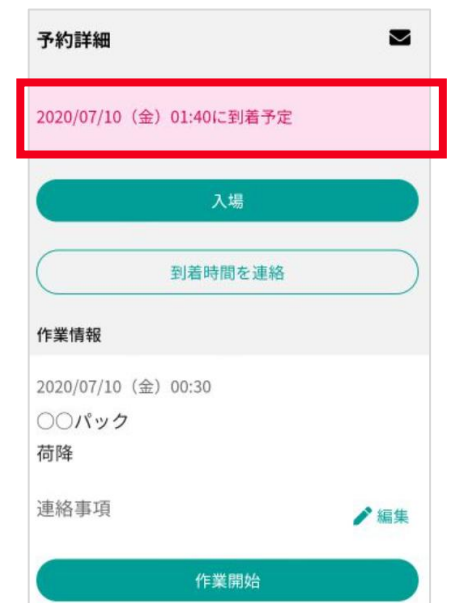 予約詳細
2020/07/10（金）01:40に到着予定
入場
到着時間を連絡
作業情報
2020/07/10（金）00:30
〇〇パック
荷降
連絡事項
編集
作業開始